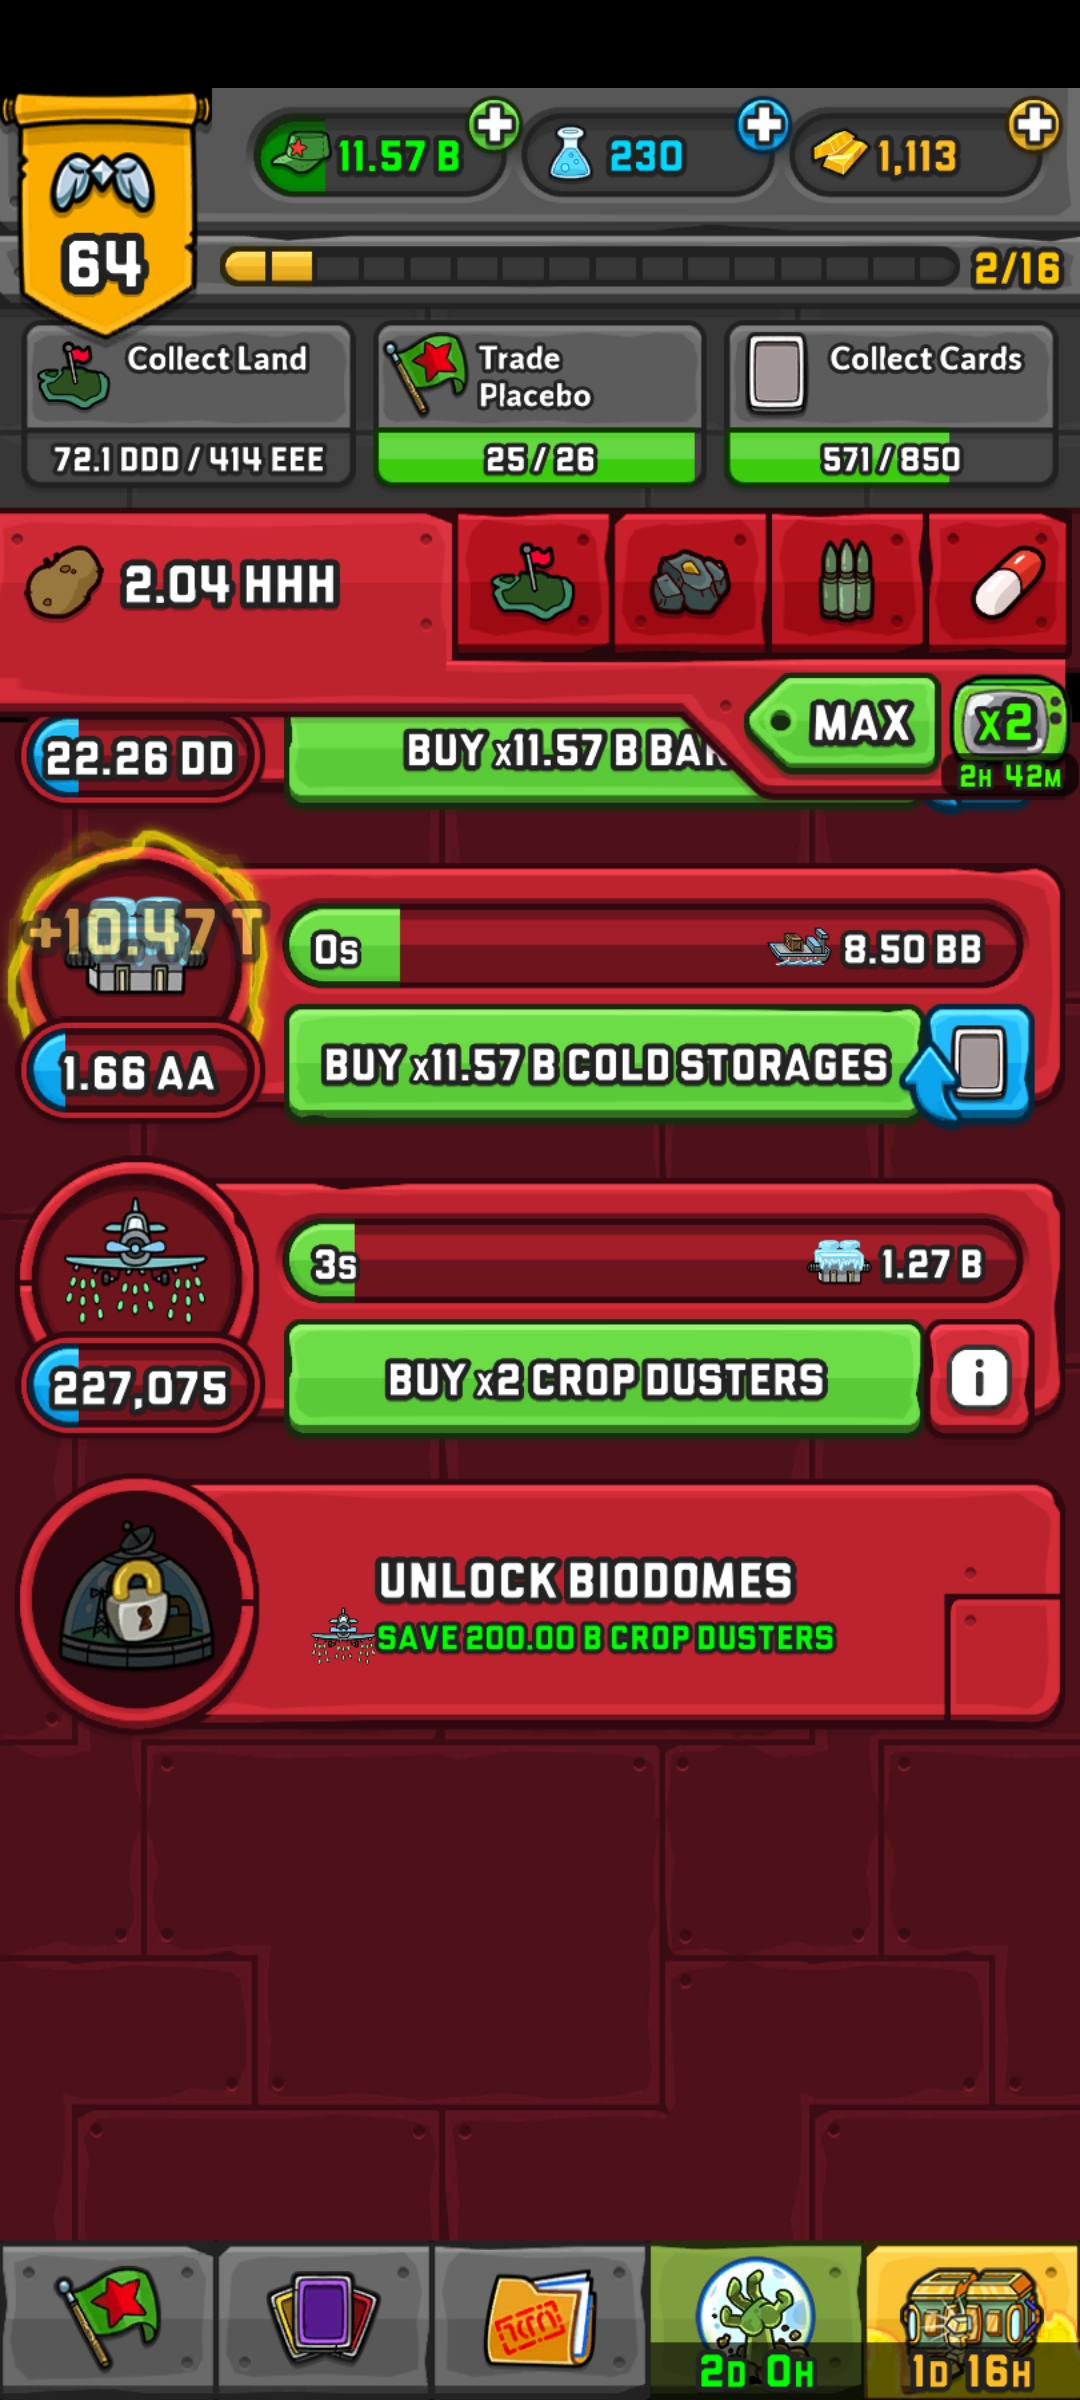 64
11.57 B
230
1,113
2/16
Collect Land
72.1 DDD / 414 EEE
Trade
Placebo
25 / 26
Collect Cards
571 / 850
2.04 HHH
MAX
x2
2H 42M
22.26 DD
BUY x11.57 B
+10.47 T
0s
8.50 BB
1.66 AA
BUY x11.57 B COLD STORAGES
3s
1.27 B
227,075
BUY x2 CROP DUSTERS
i
UNLOCK BIODOMES
SAVE 200.00 B CROP DUSTERS
2D 0H
1D 16H